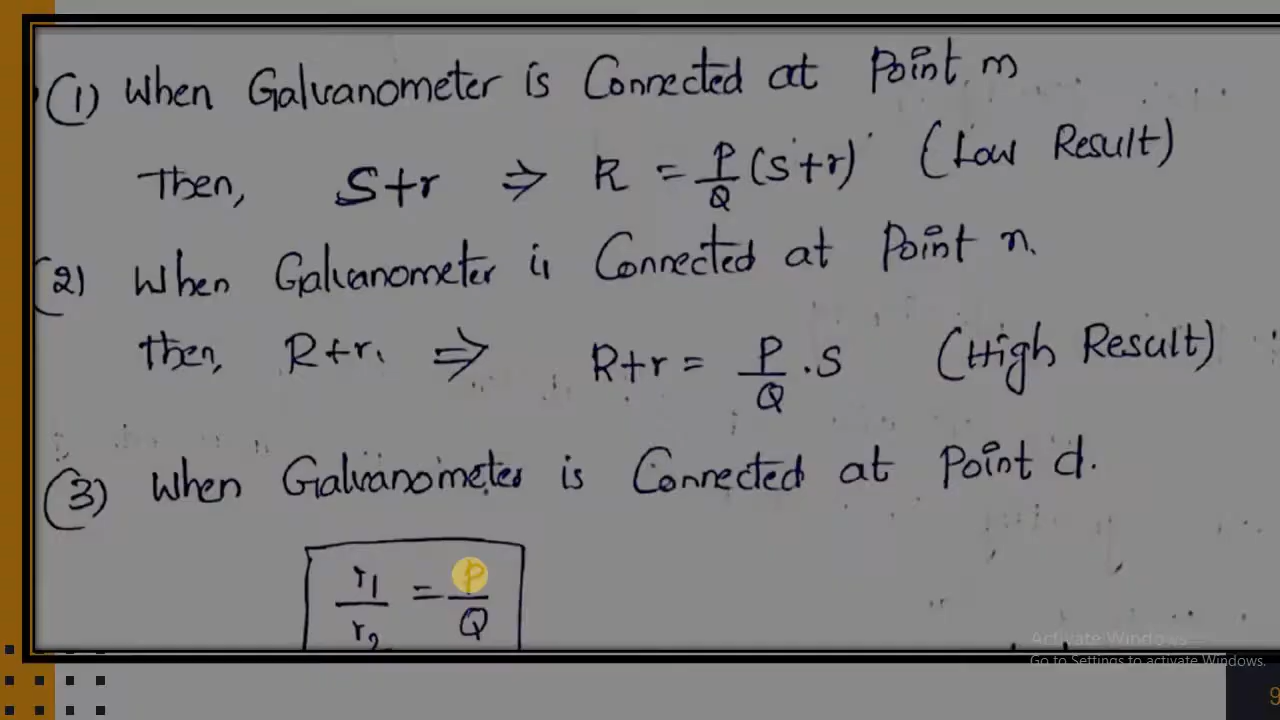 (1) When Galvanometer is Connected at Point m
Then, S+r ⇒ R = P/Q (S+r) (Low Result)
(2) When Galvanometer is Connected at Point n.
then, R+r. ⇒ R+r = P/Q . S (High Result)
(3) When Galvanometer is Connected at Point d.
r1/r2 = P/Q
Activate Windows
Go to Settings to activate Windows.
9